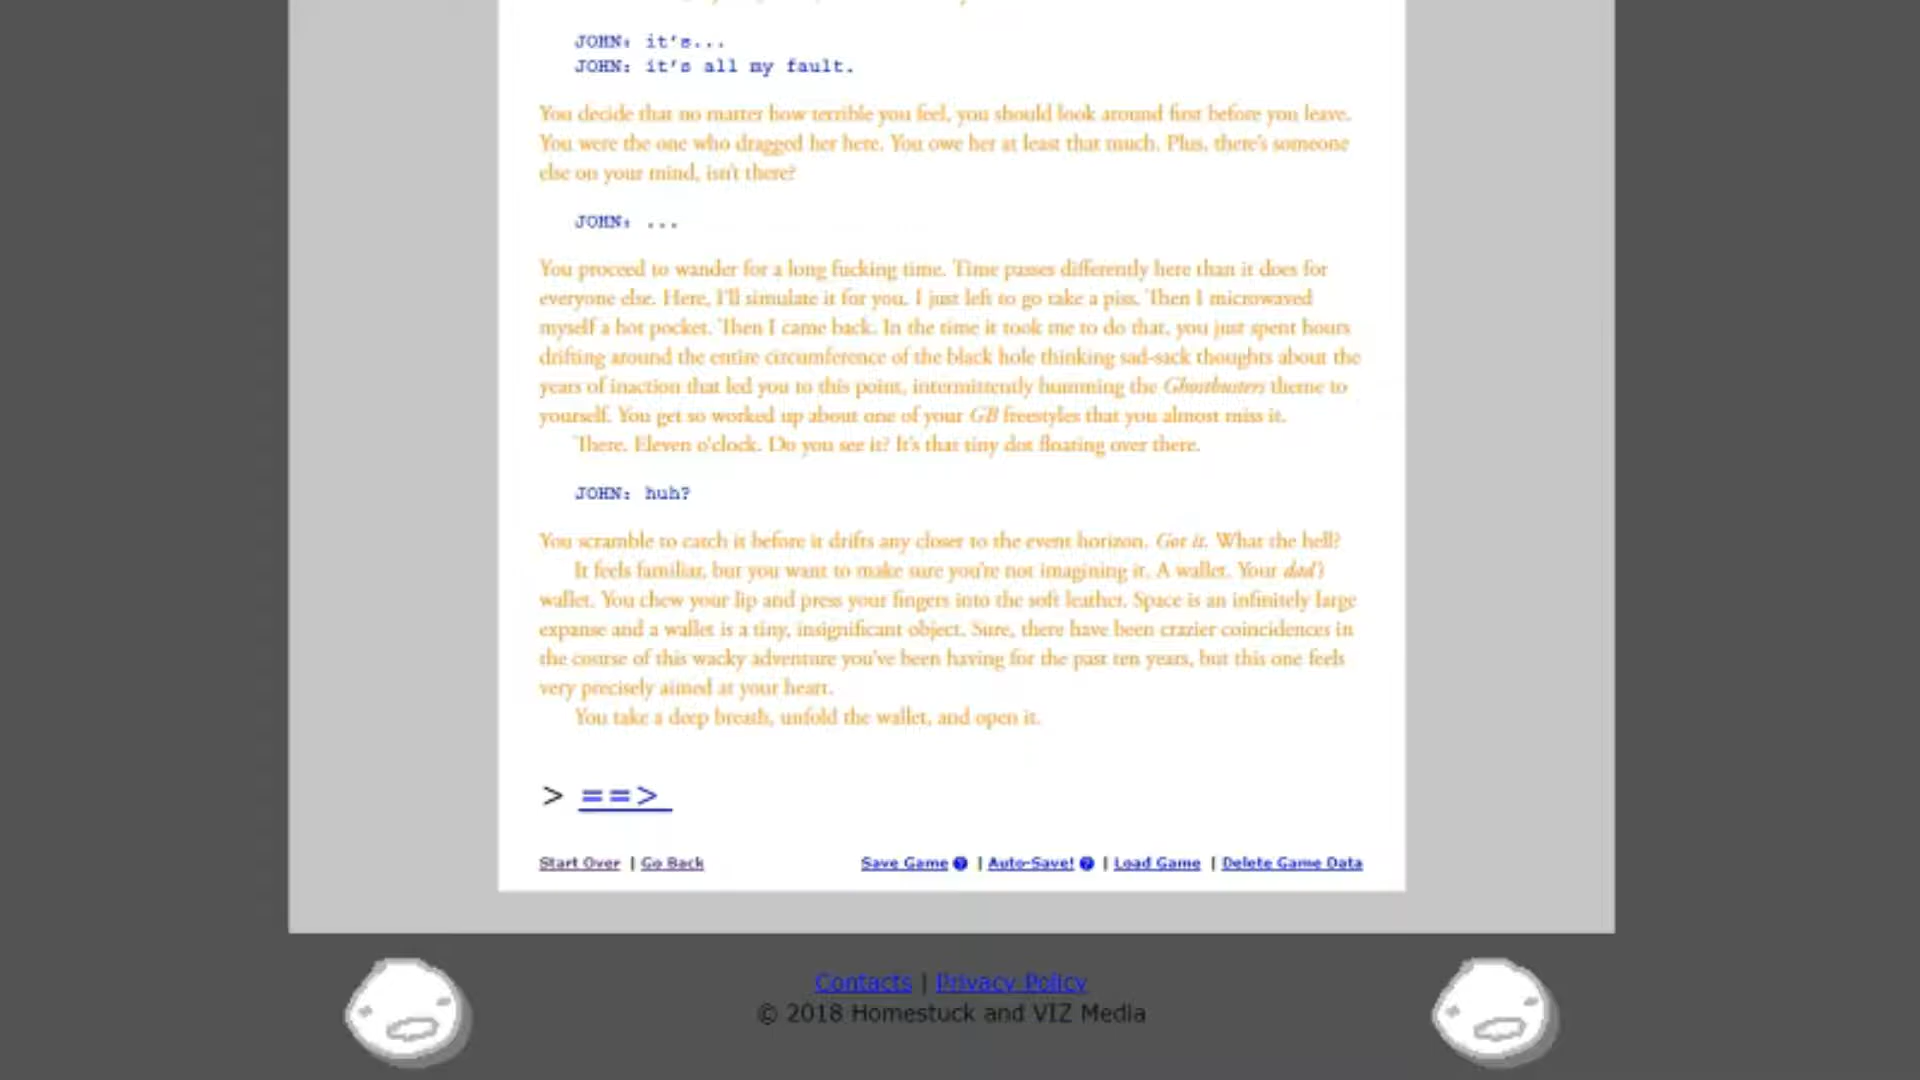 JOHN: it's...
JOHN: it's all my fault.
You decide that no matter how terrible you feel, you should look around first before you leave.
You were the one who dragged her here. You owe her at least that much. Plus, there's someone
else on your mind, isn't there?
JOHN: ...
You proceed to wander for a long fucking time. Time passes differently here than it does for
everyone else. Here, I'll simulate it for you. I just left to go take a piss. Then I microwaved
myself a hot pocket. Then I came back. In the time it took me to do that, you just spent hours
drifting around the entire circumference of the black hole thinking sad-sack thoughts about the
years of inaction that led you to this point, intermittently humming the Ghostbusters theme to
yourself. You get so worked up about one of your GB freestyles that you almost miss it.
There. Eleven o'clock. Do you see it? It's that tiny dot floating over there.
JOHN: huh?
You scramble to catch it before it drifts any closer to the event horizon. Got it. What the hell?
It feels familiar, but you want to make sure you're not imagining it. A wallet. Your dad's
wallet. You chew your lip and press your fingers into the soft leather. Space is an infinitely large
expanse and a wallet is a tiny, insignificant object. Sure, there have been crazier coincidences in
the course of this wacky adventure you've been having for the past ten years, but this one feels
very precisely aimed at your heart.
You take a deep breath, unfold the wallet, and open it.
> ==>
Start Over | Go Back Save Game ? | Auto-Save! ? | Load Game | Delete Game Data
Contacts | Privacy Policy
© 2018 Homestuck and VIZ Media